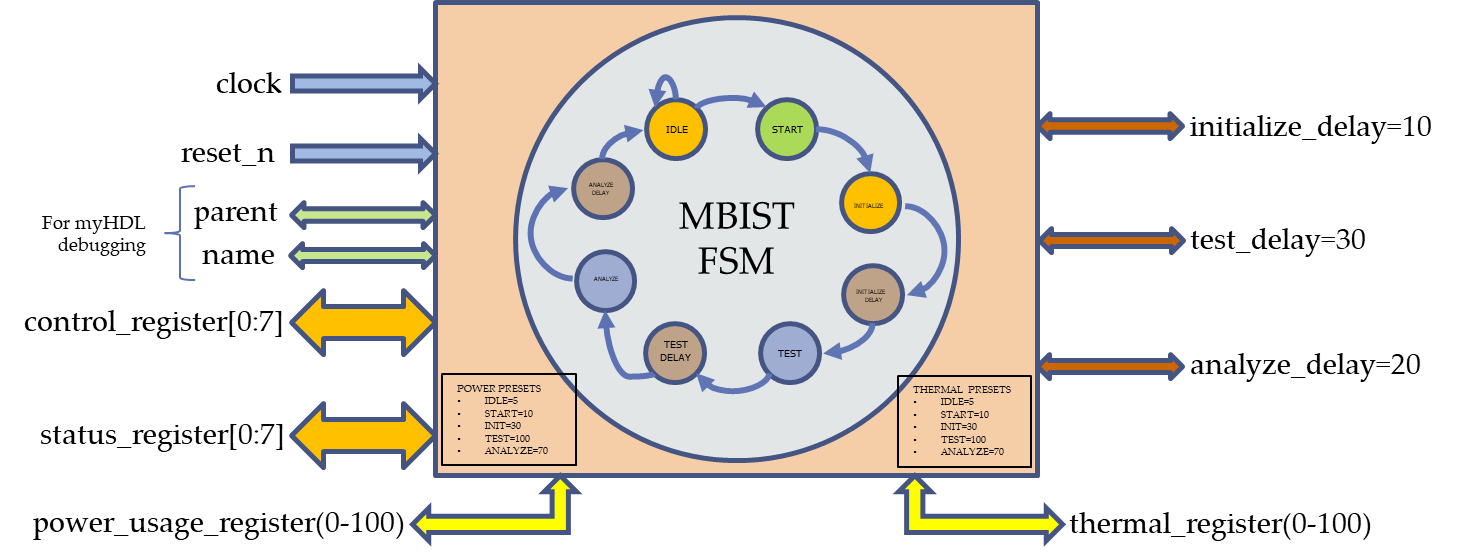 clock
reset_n
For myHDL
debugging
parent
name
control_register[0:7]
status_register[0:7]
power_usage_register(0-100)
IDLE
START
INITIALIZE
INITIALIZE
DELAY
TEST
TEST
DELAY
ANALYZE
ANALYZE
DELAY
MBIST
FSM
POWER PRESETS
• IDLE=5
• START=10
• INIT=30
• TEST=100
• ANALYZE=70
THERMAL PRESETS
• IDLE=5
• START=10
• INIT=30
• TEST=100
• ANALYZE=70
initialize_delay=10
test_delay=30
analyze_delay=20
thermal_register(0-100)